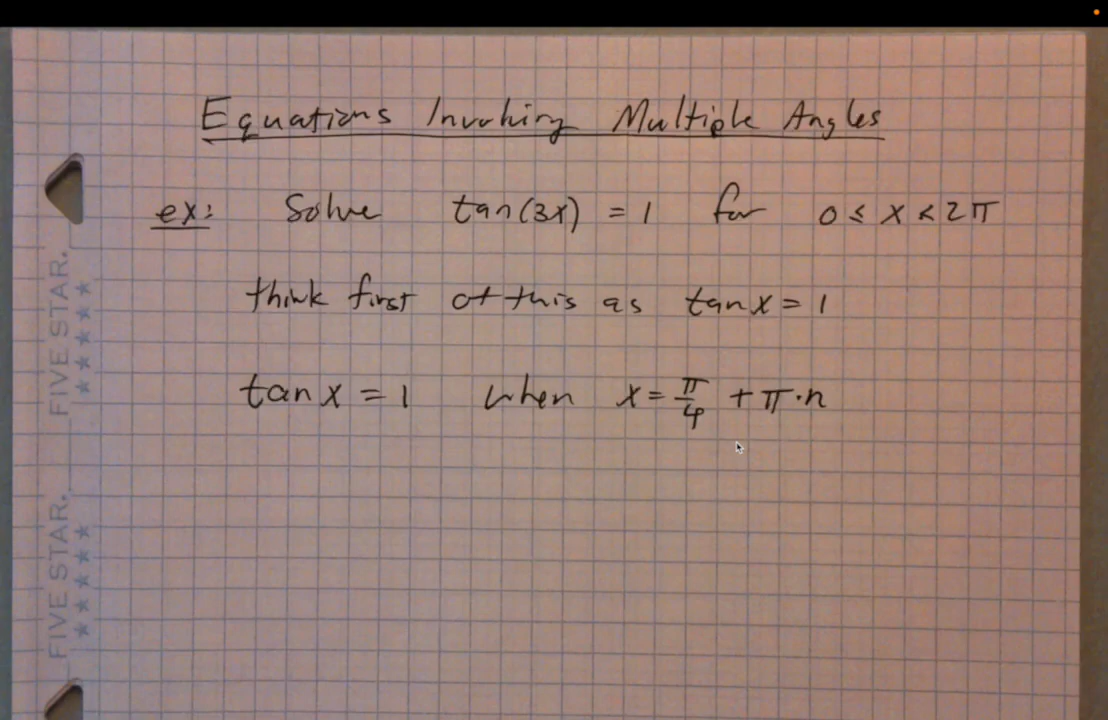 Equations Involving Multiple Angles
ex: Solve tan(3x) = 1 for 0 ≤ x < 2π
think first of this as tan x = 1
tan x = 1 when x = π/4 + π·n
FIVE STAR.
★★★★★
FIVE STAR.
★★★★★